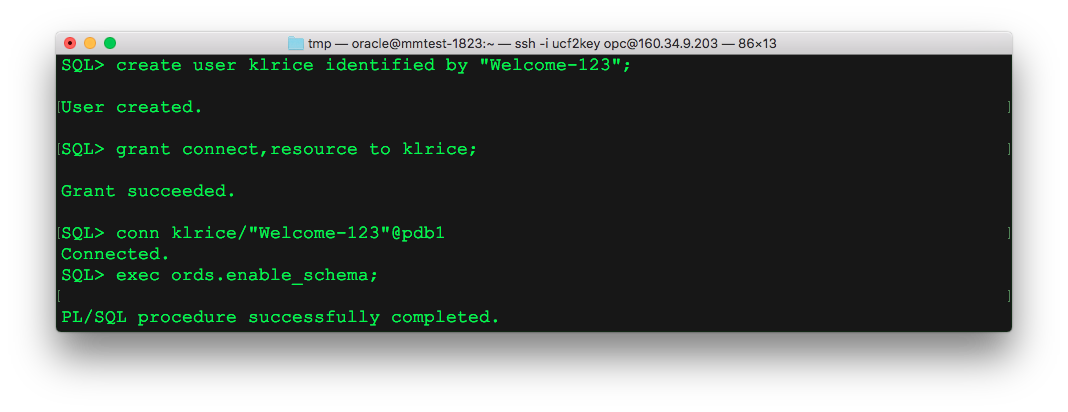 tmp — oracle@mmtest-1823:~ — ssh -i ucf2key opc@160.34.9.203 — 86×13
SQL> create user klrice identified by "Welcome-123";
User created.
SQL> grant connect,resource to klrice;
Grant succeeded.
SQL> conn klrice/"Welcome-123"@pdb1
Connected.
SQL> exec ords.enable_schema;
PL/SQL procedure successfully completed.